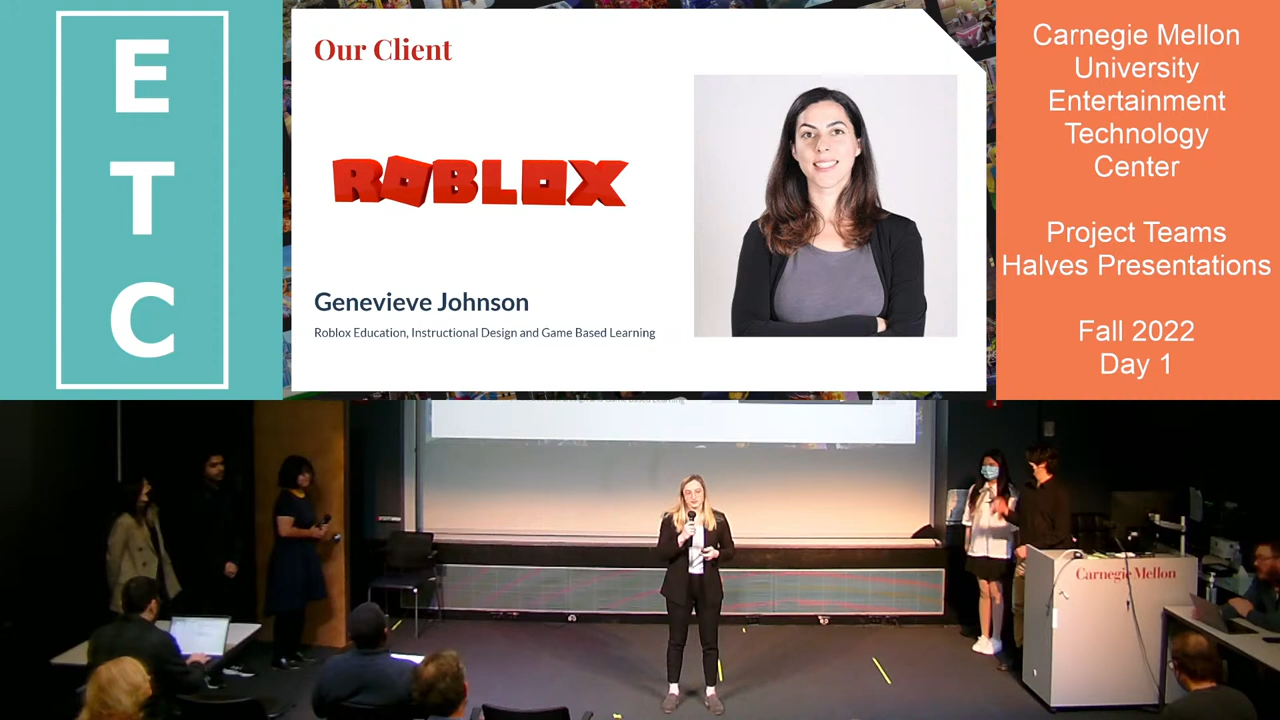 E
T
C
Our Client
ROBLOX
Genevieve Johnson
Roblox Education, Instructional Design and Game Based Learning
Carnegie Mellon
University
Entertainment
Technology
Center
Project Teams
Halves Presentations
Fall 2022
Day 1
Carnegie Mellon